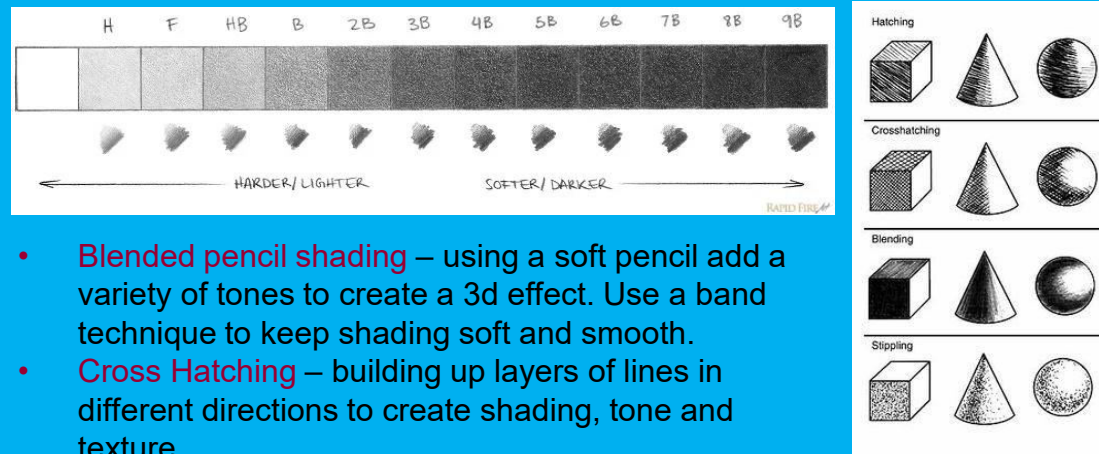 H F HB B 2B 3B 4B 5B 6B 7B 8B 9B
HARDER/LIGHTER SOFTER/DARKER
RAPID FIRE Art
• Blended pencil shading – using a soft pencil add a
variety of tones to create a 3d effect. Use a band
technique to keep shading soft and smooth.
• Cross Hatching – building up layers of lines in
different directions to create shading, tone and
texture
Hatching
Crosshatching
Blending
Stippling